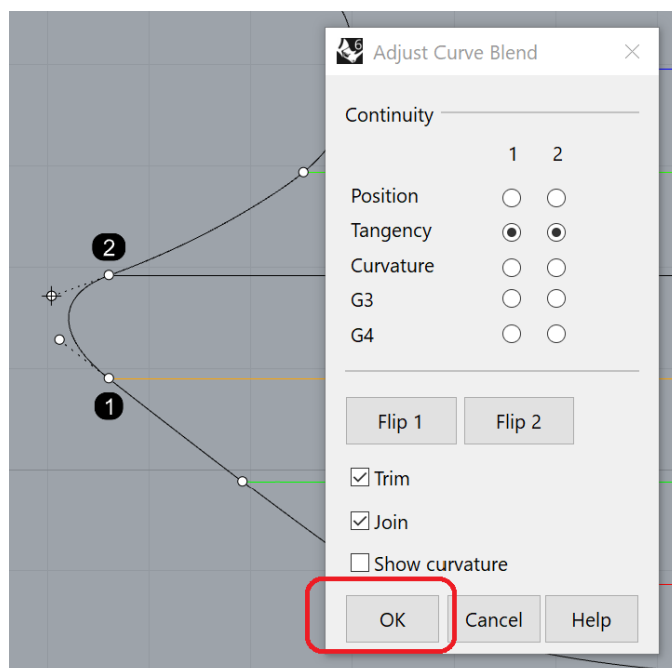 6 Adjust Curve Blend
Continuity
1 2
Position
Tangency
Curvature
G3
G4
2
1
Flip 1 Flip 2
Trim
Join
Show curvature
OK Cancel Help